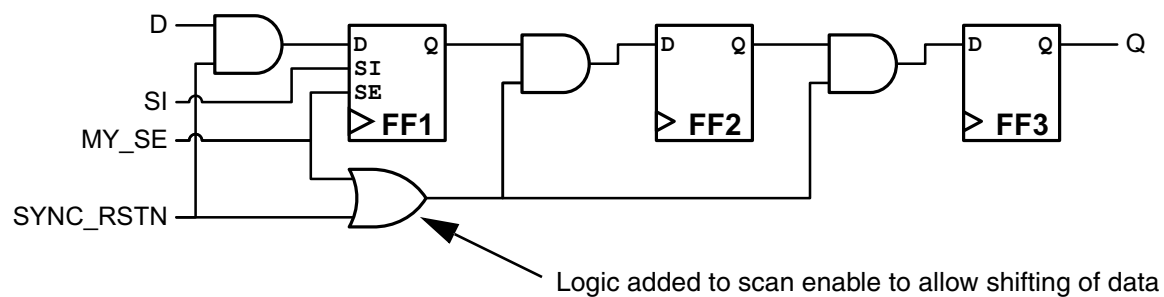 D
SI
MY_SE
SYNC_RSTN
D Q
SI
SE
FF1
D Q
FF2
D Q
FF3
Q
Logic added to scan enable to allow shifting of data